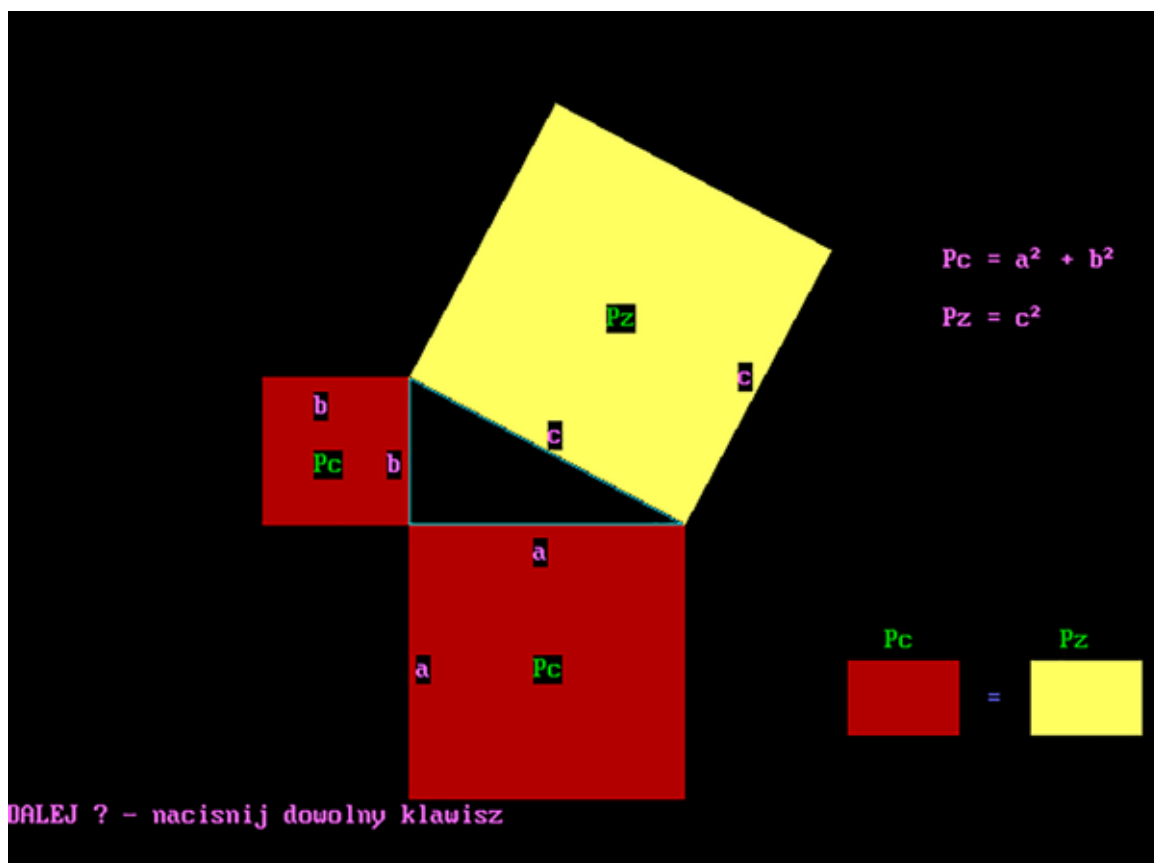 Pc = a² + b²
Pz
Pz = c²
c
b
c
Pc
b
a
Pc
Pz
a
Pc
=
DALEJ ? - nacisnij dowolny klawisz